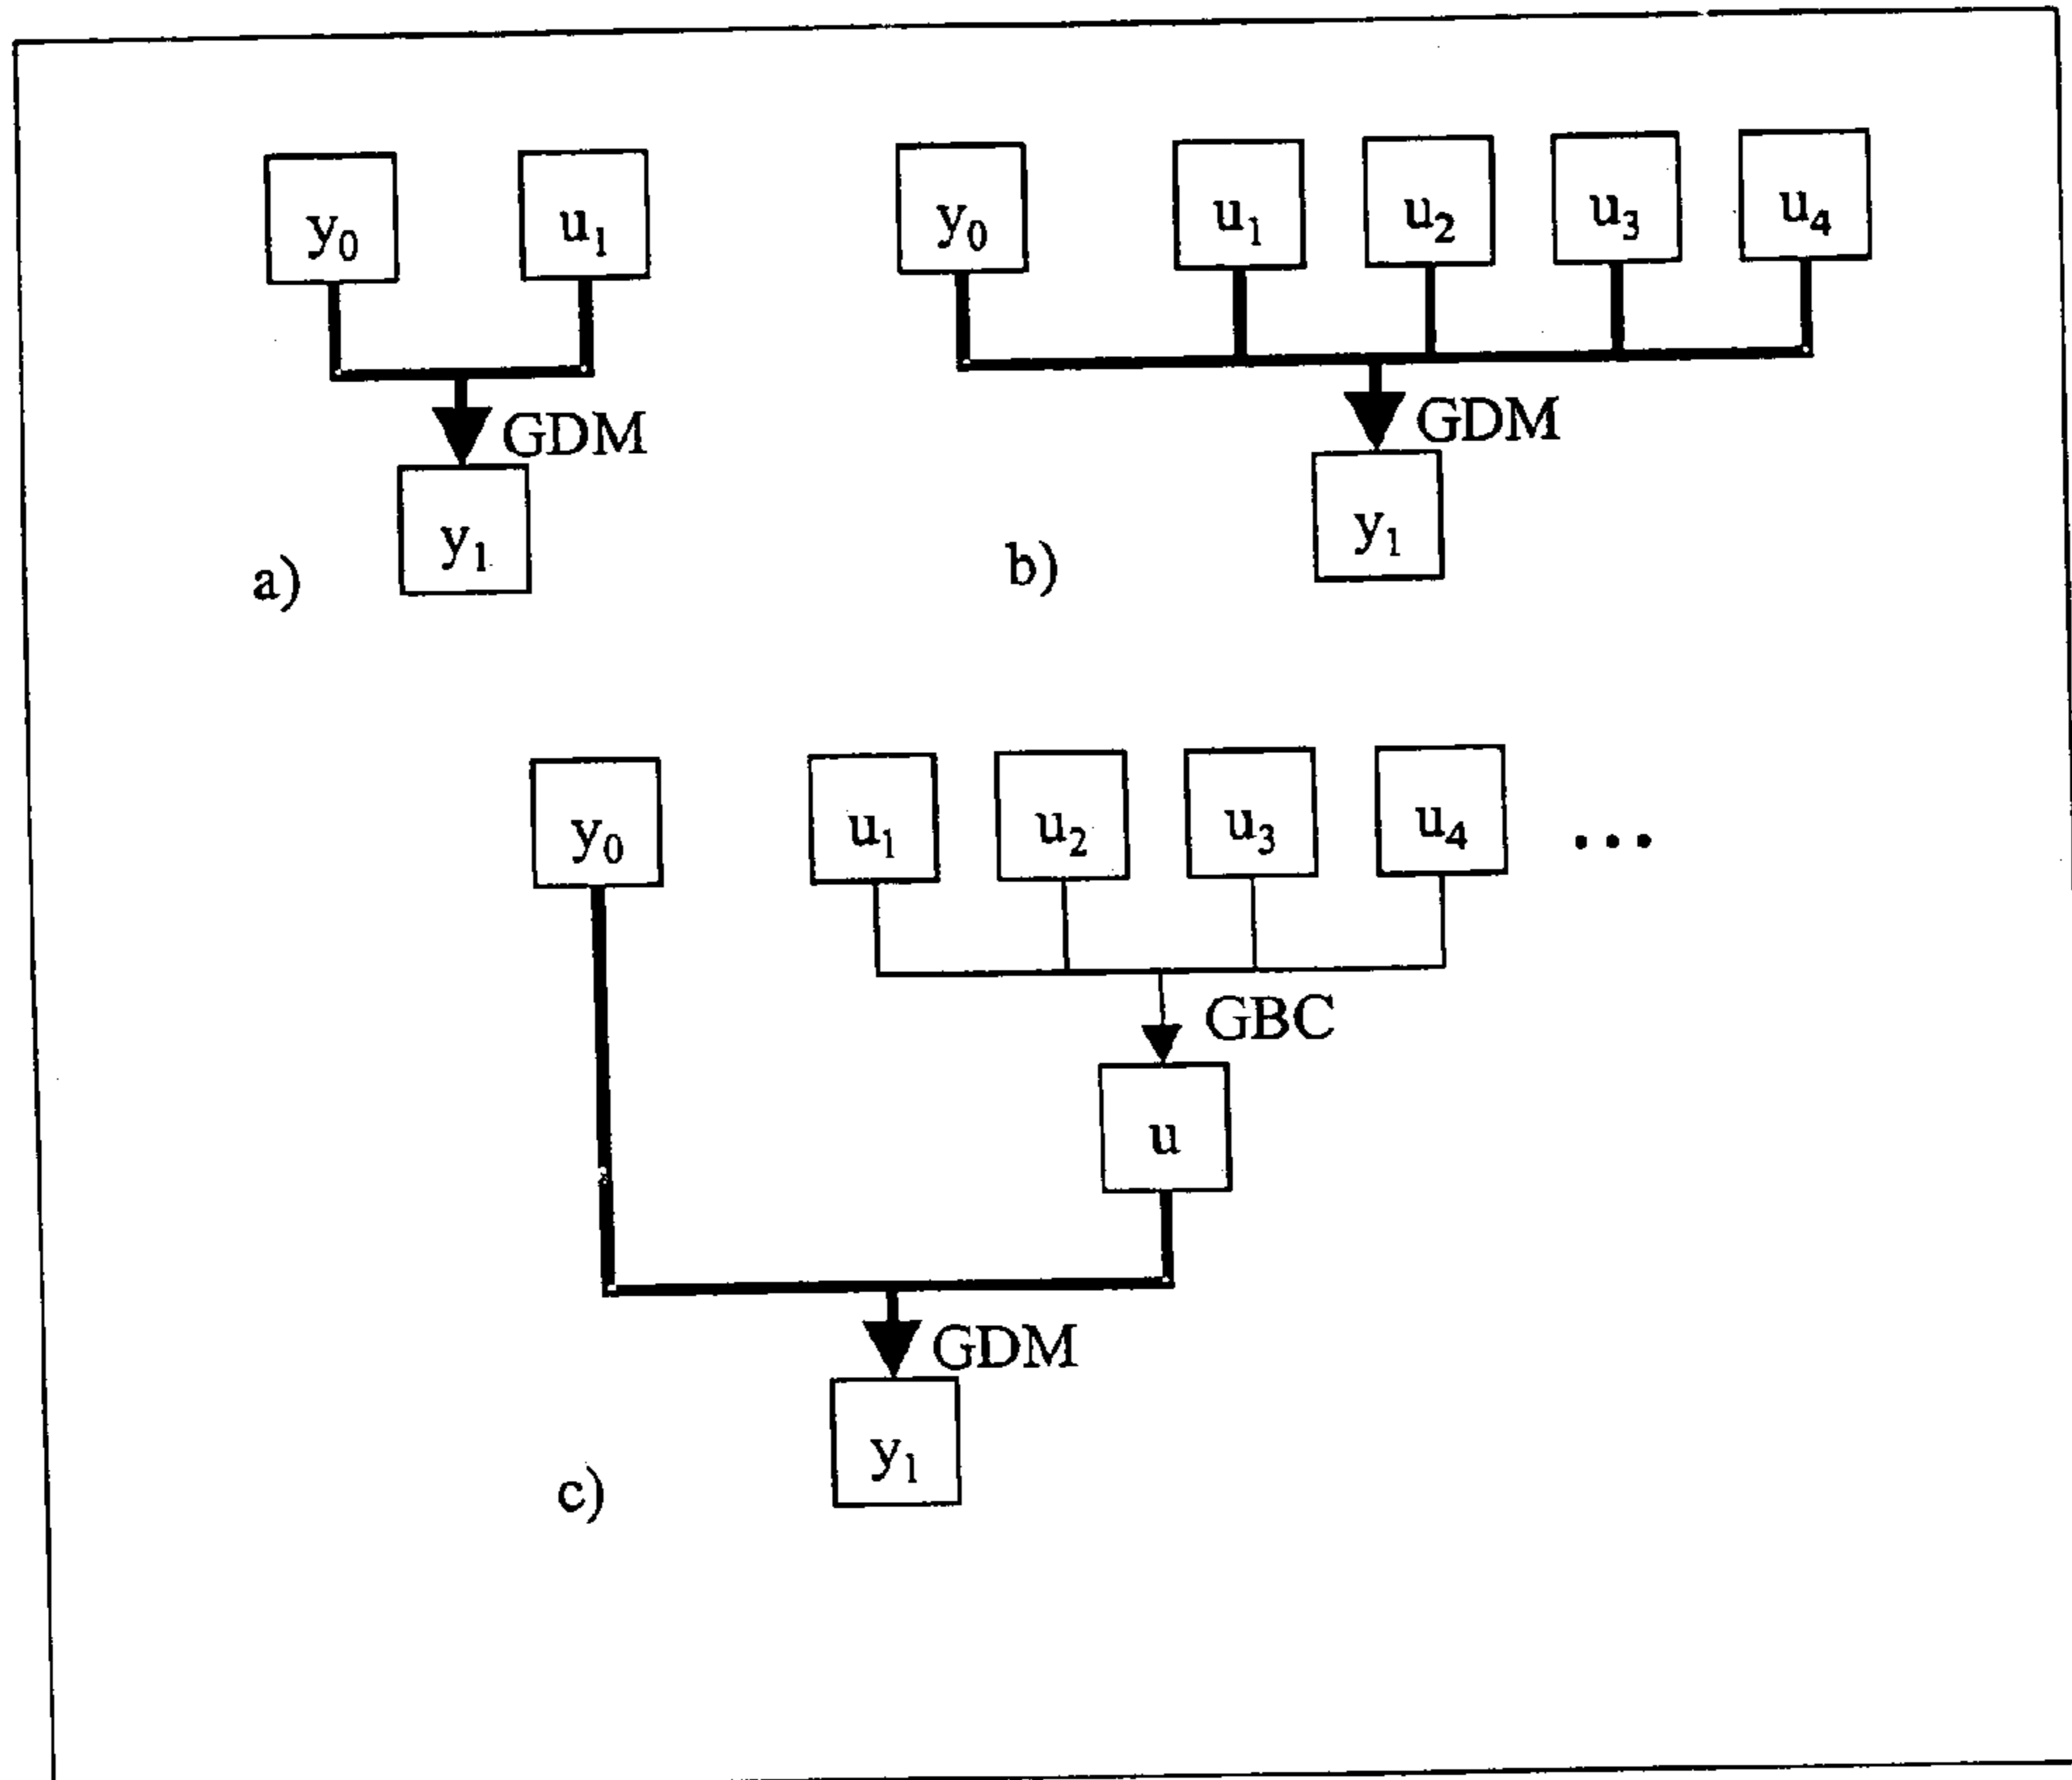 y₀ u₁
GDM
y₁
a)
y₀ u₁ u₂ u₃ u₄
GDM
y₁
b)
y₀ u₁ u₂ u₃ u₄ ...
GBC
u
GDM
y₁
c)